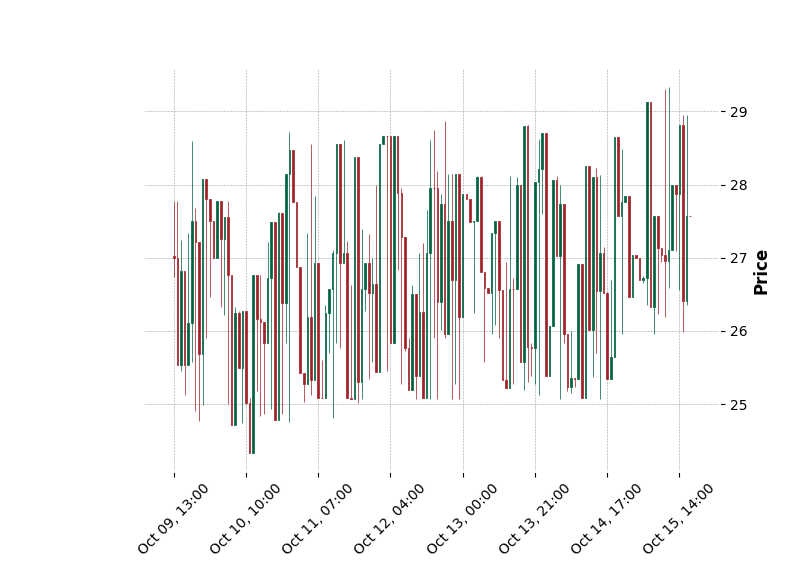 29
28
27
26
25
Price
Oct 09, 13:00
Oct 10, 10:00
Oct 11, 07:00
Oct 12, 04:00
Oct 13, 00:00
Oct 13, 21:00
Oct 14, 17:00
Oct 15, 14:00